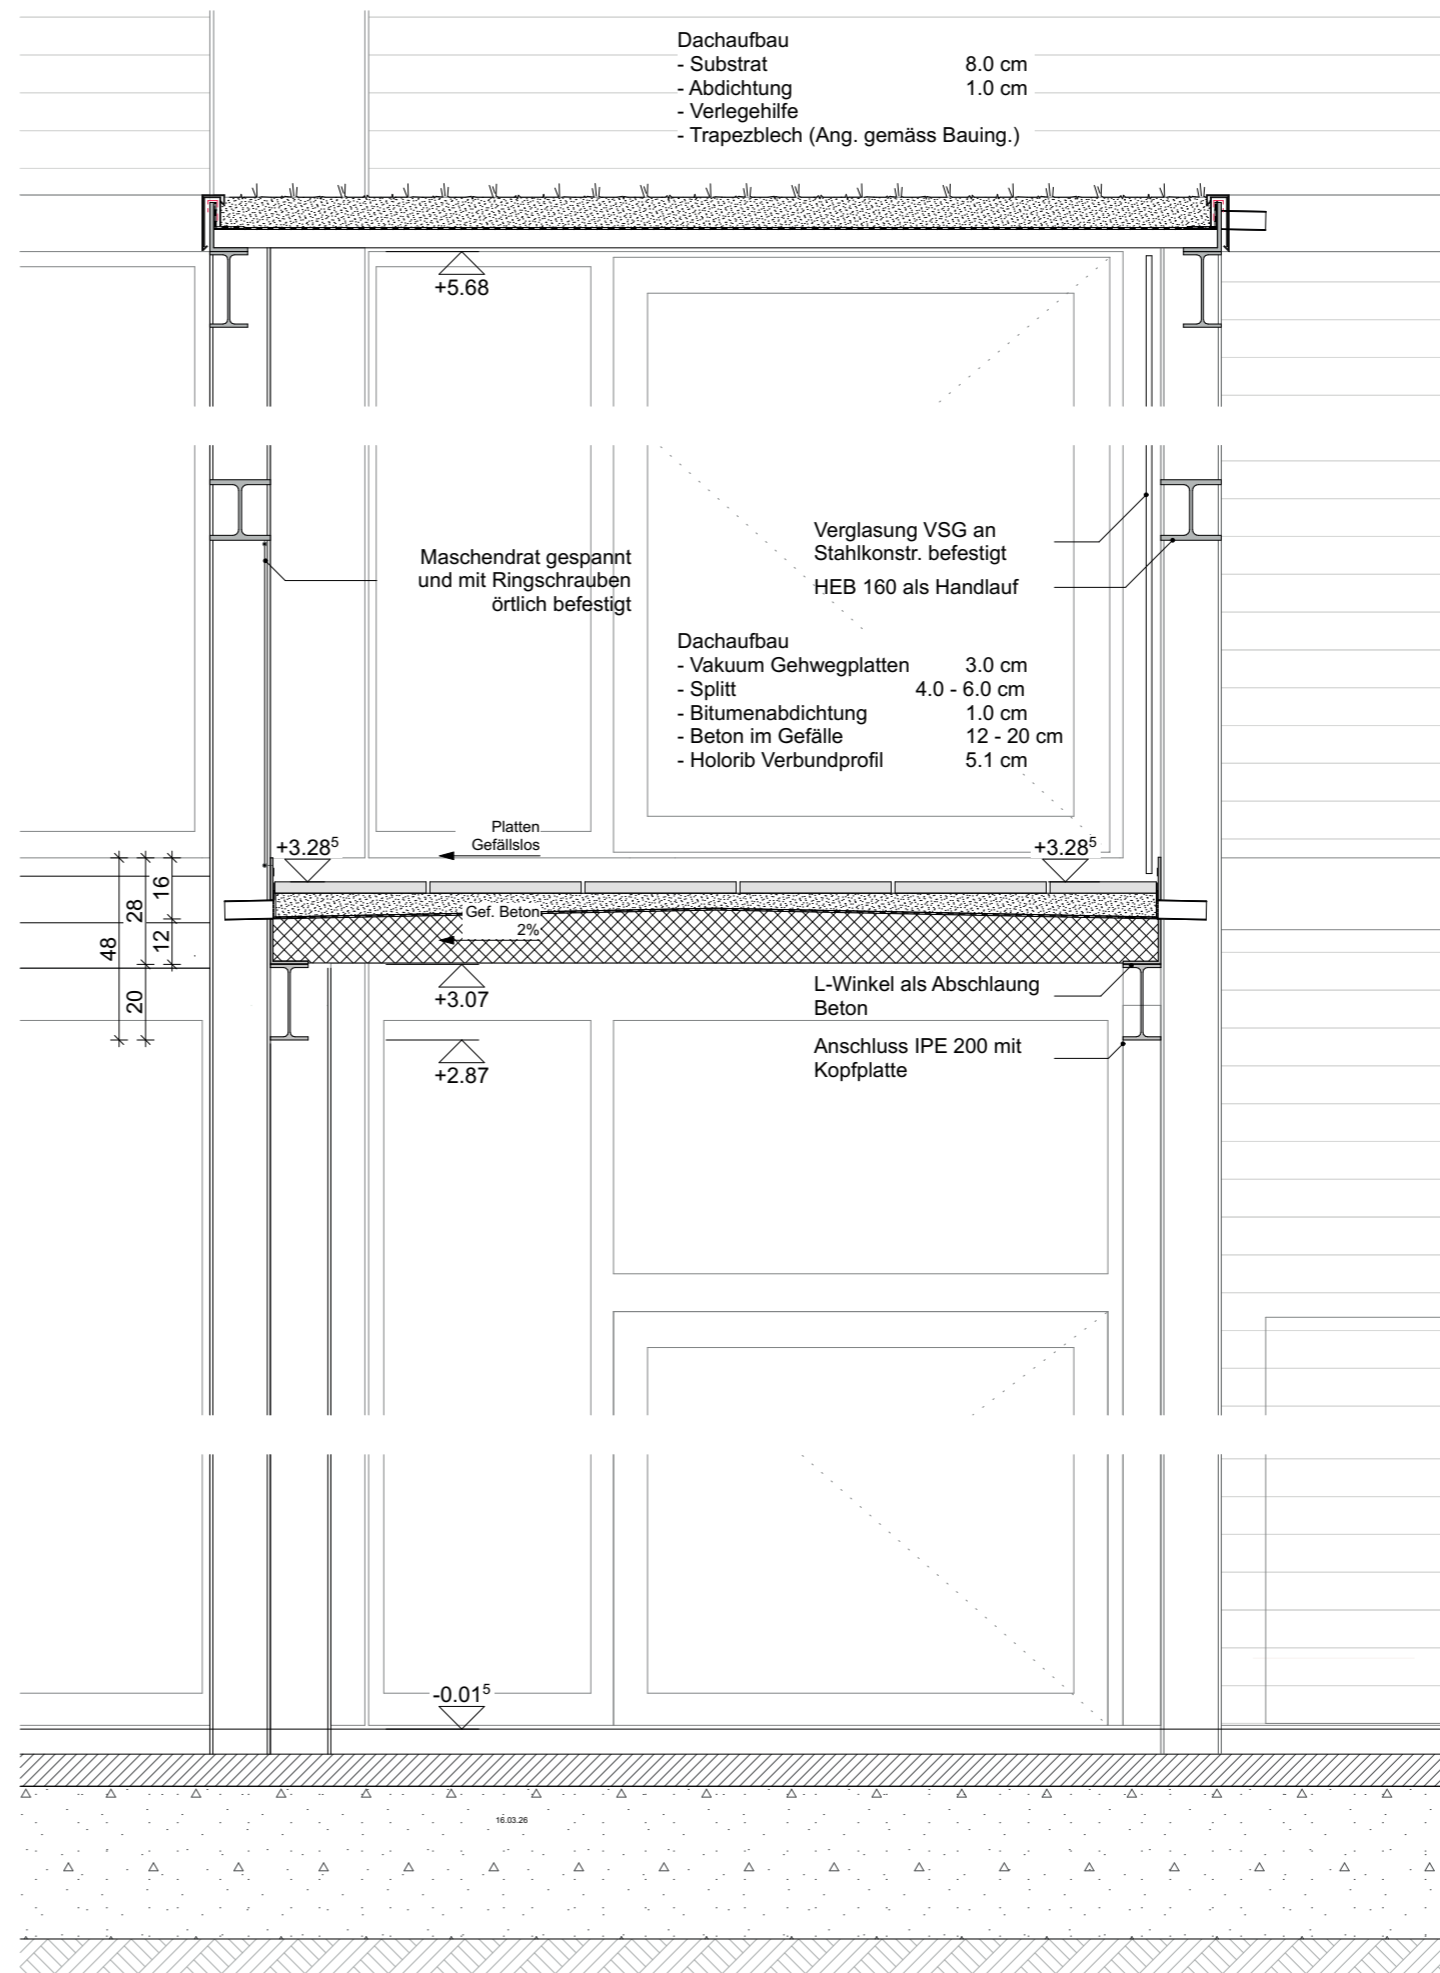 Dachaufbau
- Substrat 8.0 cm
- Abdichtung 1.0 cm
- Verlegehilfe
- Trapezblech (Ang. gemäss Bauing.)
+5.68
Verglasung VSG an
Stahlkonstr. befestigt
HEB 160 als Handlauf
Maschendrat gespannt
und mit Ringschrauben
örtlich befestigt
Dachaufbau
- Vakuum Gehwegplatten 3.0 cm
- Splitt 4.0 - 6.0 cm
- Bitumenabdichtung 1.0 cm
- Beton im Gefälle 12 - 20 cm
- Holorib Verbundprofil 5.1 cm
Platten
Gefällslos
+3.28⁵
+3.28⁵
16
28
12
48
20
Gef. Beton
2%
+3.07
L-Winkel als Abschlaung
Beton
Anschluss IPE 200 mit
Kopfplatte
+2.87
-0.01⁵
16.03.26